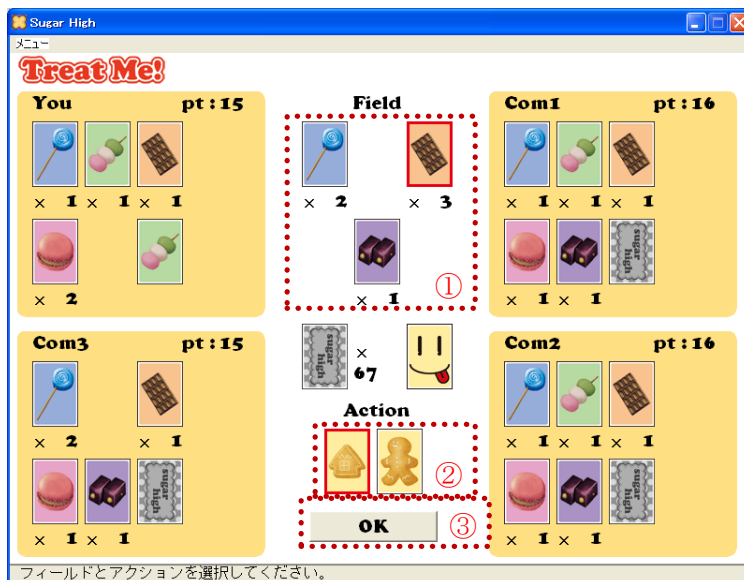 Sugar High
メニュー
Treat Me!
You pt:15
× 1 × 1 × 1
× 2
Field
× 2 × 3
× 1
①
Com1 pt:16
× 1 × 1 × 1
× 1 × 1 sugar high
sugar high × 67
Com3 pt:15
× 2 × 1
× 1 × 1 sugar high
Action
②
OK ③
Com2 pt:16
× 1 × 1 × 1
× 1 × 1 sugar high
フィールドとアクションを選択してください。